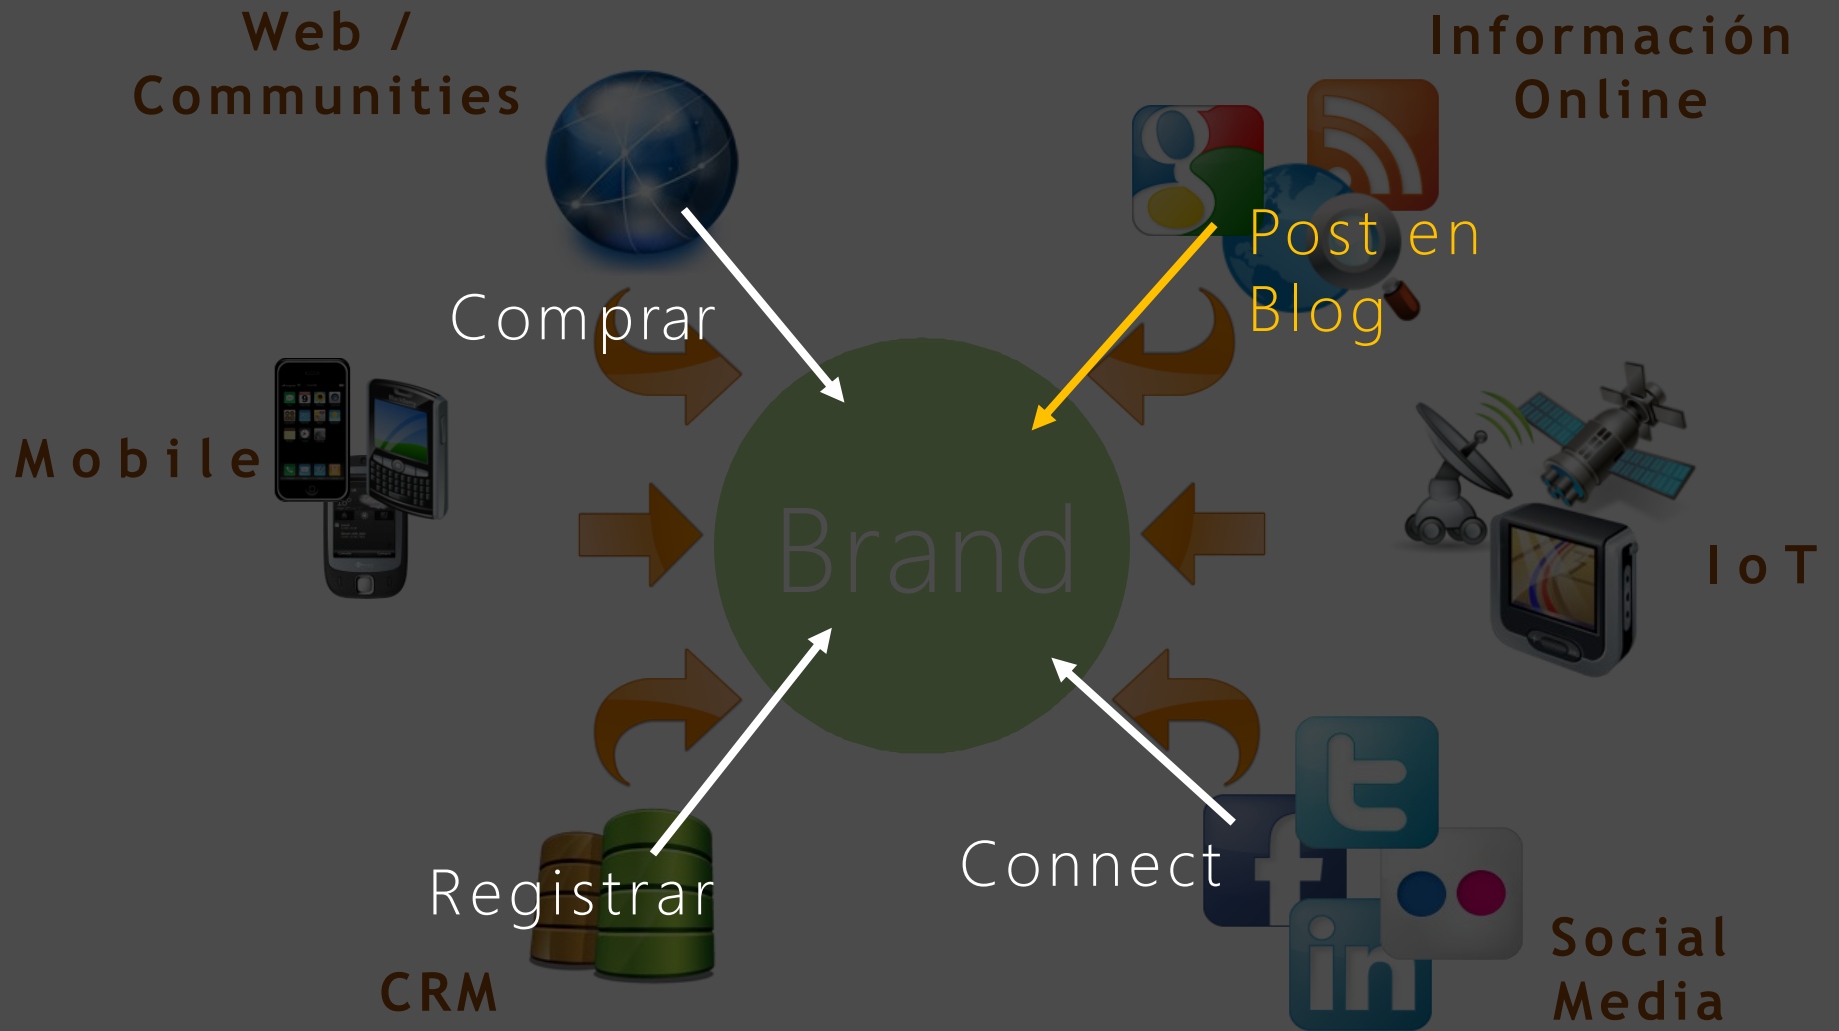 Web /
Communities
Información
Online
Post en
Blog
Comprar
Mobile
Brand
IoT
Connect
Registrar
CRM
Social
Media